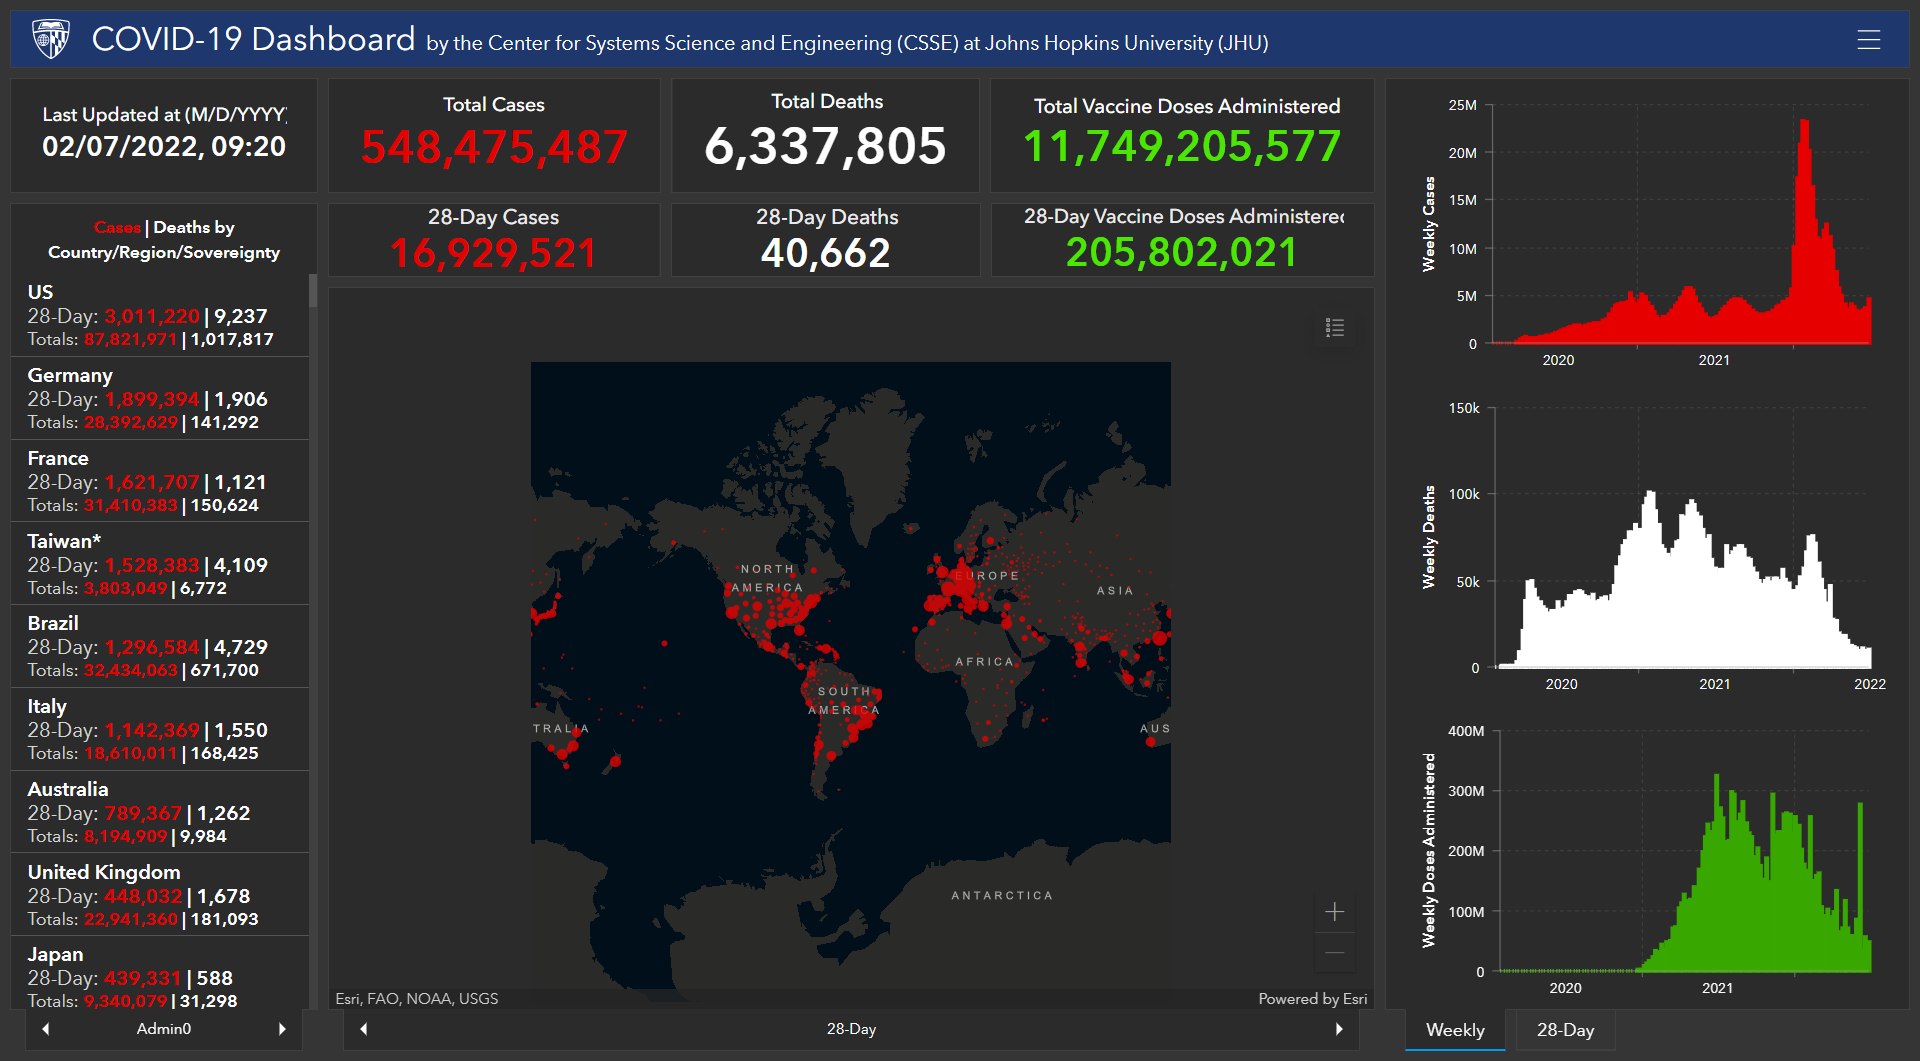 COVID-19 Dashboard by the Center for Systems Science and Engineering (CSSE) at Johns Hopkins University (JHU)
Last Updated at (M/D/YYYY)
02/07/2022, 09:20
Cases | Deaths by
Country/Region/Sovereignty
US
28-Day: 3,011,220 | 9,237
Totals: 87,821,971 | 1,017,817
Germany
28-Day: 1,899,394 | 1,906
Totals: 28,392,629 | 141,292
France
28-Day: 1,621,707 | 1,121
Totals: 31,410,383 | 150,624
Taiwan*
28-Day: 1,528,383 | 4,109
Totals: 3,803,049 | 6,772
Brazil
28-Day: 1,296,584 | 4,729
Totals: 32,434,063 | 671,700
Italy
28-Day: 1,142,369 | 1,550
Totals: 18,610,011 | 168,425
Australia
28-Day: 789,367 | 1,262
Totals: 8,194,909 | 9,984
United Kingdom
28-Day: 448,032 | 1,678
Totals: 22,941,360 | 181,093
Japan
28-Day: 439,331 | 588
Totals: 9,340,079 | 31,298
Admin0
Total Cases
548,475,487
Total Deaths
6,337,805
Total Vaccine Doses Administered
11,749,205,577
28-Day Cases
16,929,521
28-Day Deaths
40,662
28-Day Vaccine Doses Administered
205,802,021
NORTH
AMERICA
EUROPE
ASIA
AFRICA
SOUTH
AMERICA
TRALIA
AUS
ANTARCTICA
Esri, FAO, NOAA, USGS
Powered by Esri
28-Day
Weekly Cases
25M
20M
15M
10M
5M
0
2020
2021
Weekly Deaths
150k
100k
50k
0
2020
2021
2022
Weekly Doses Administered
400M
300M
200M
100M
0
2020
2021
Weekly
28-Day